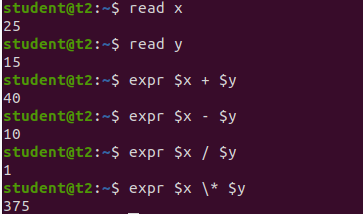 student@t2:~$ read x
25
student@t2:~$ read y
15
student@t2:~$ expr $x + $y
40
student@t2:~$ expr $x - $y
10
student@t2:~$ expr $x / $y
1
student@t2:~$ expr $x \* $y
375